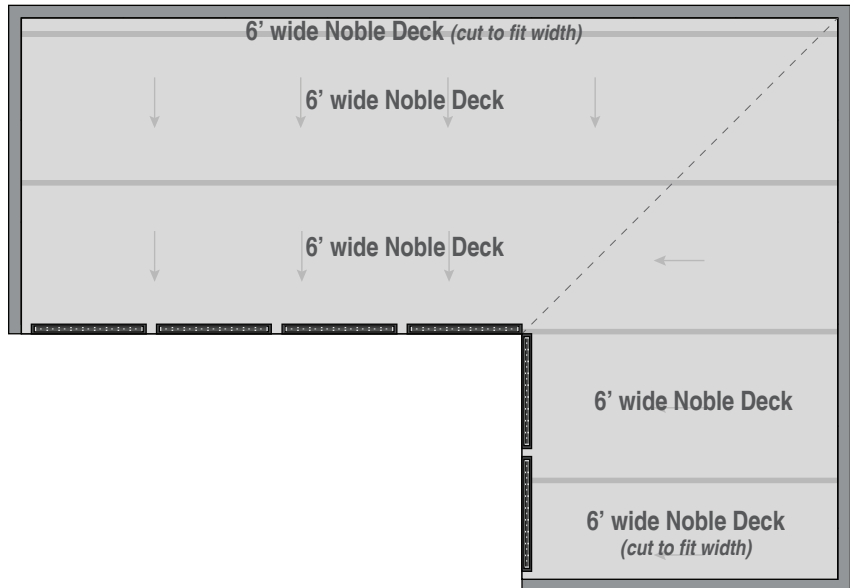 6’ wide Noble Deck (cut to fit width)
6’ wide Noble Deck
6’ wide Noble Deck
6’ wide Noble Deck
6’ wide Noble Deck
(cut to fit width)